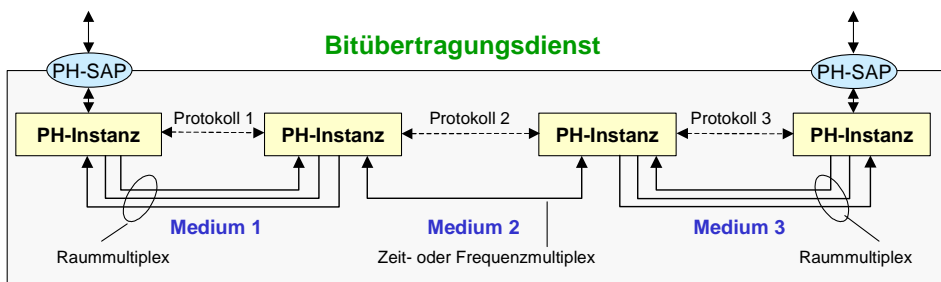 Bitübertragungsdienst
PH-SAP
PH-SAP
PH-Instanz
Protokoll 1
PH-Instanz
Protokoll 2
PH-Instanz
Protokoll 3
PH-Instanz
Medium 1
Medium 2
Medium 3
Raummultiplex
Zeit- oder Frequenzmultiplex
Raummultiplex